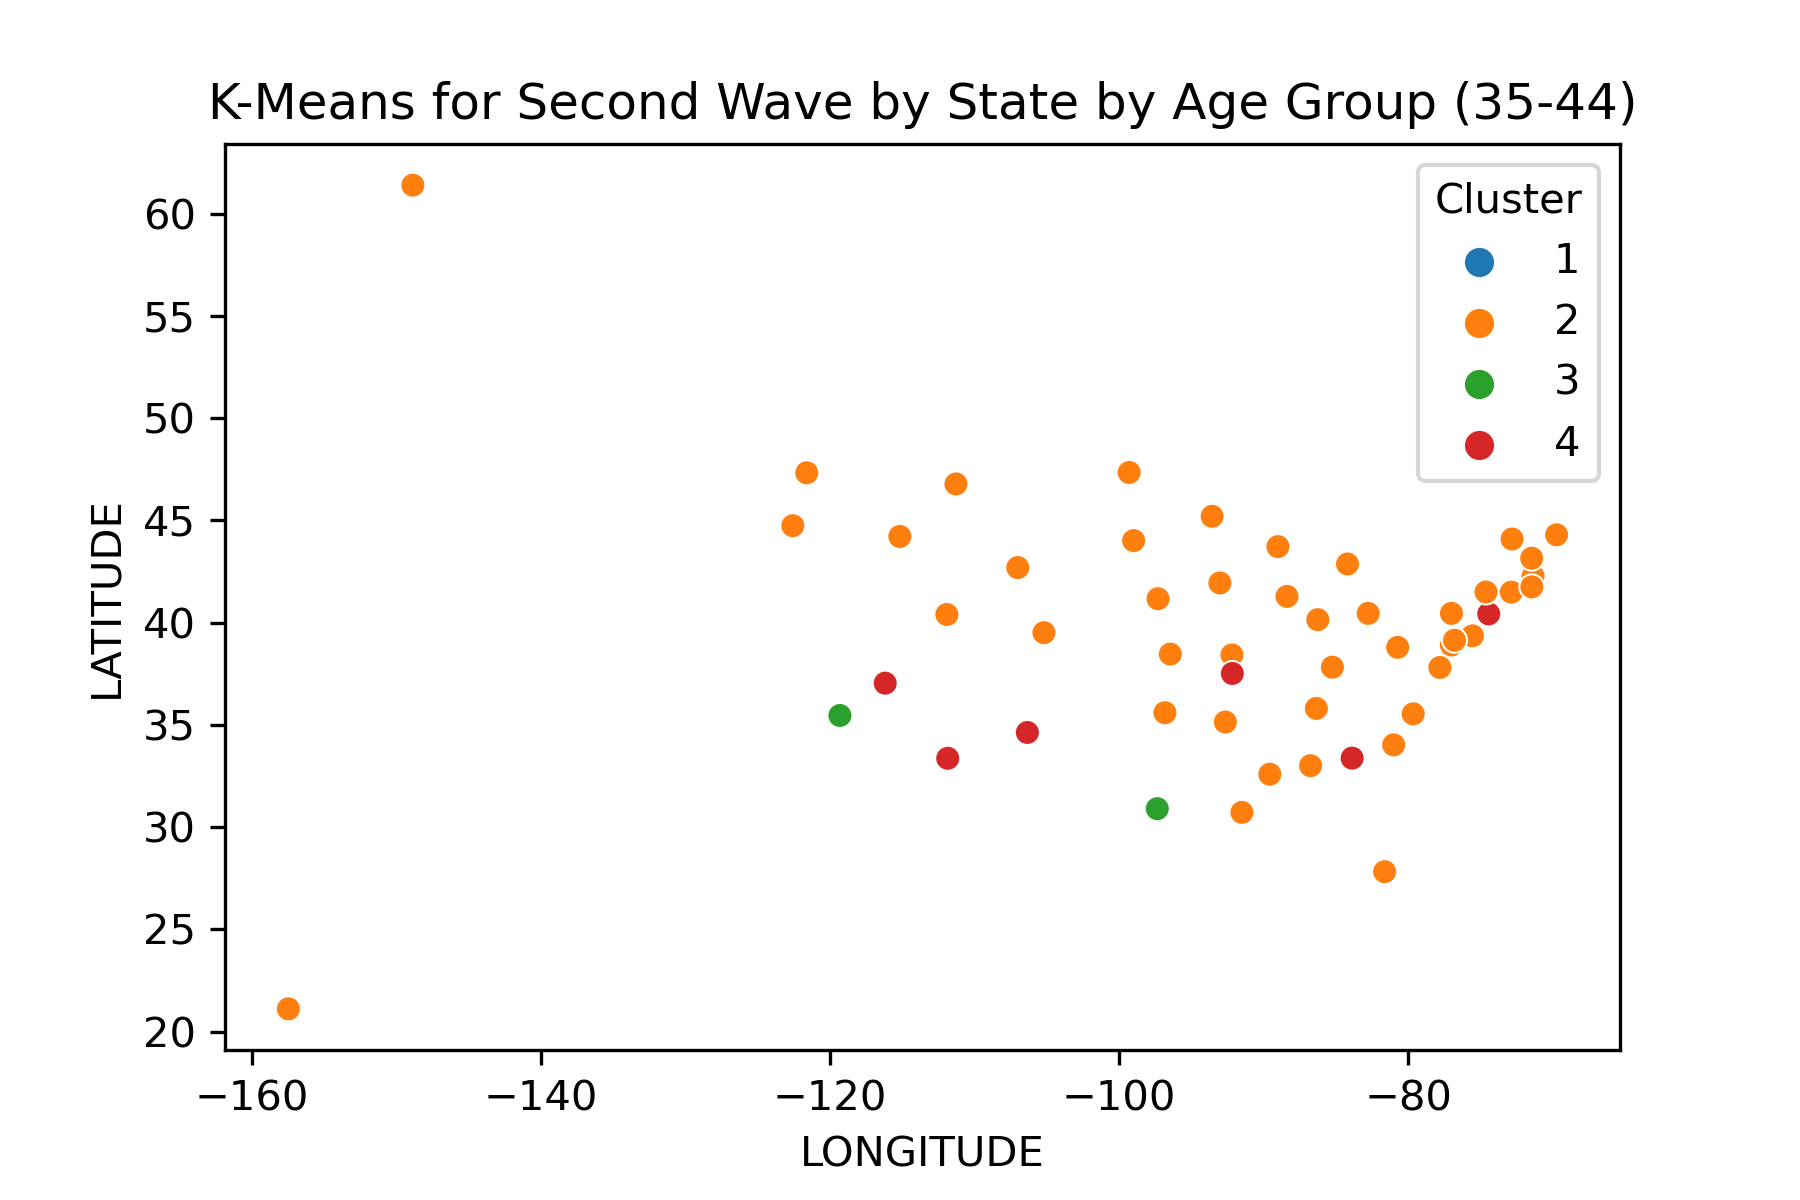 K-Means for Second Wave by State by Age Group (35-44)
Cluster
1
2
3
4
60
55
50
45
40
35
30
25
20
LATITUDE
−160 −140 −120 −100 −80
LONGITUDE